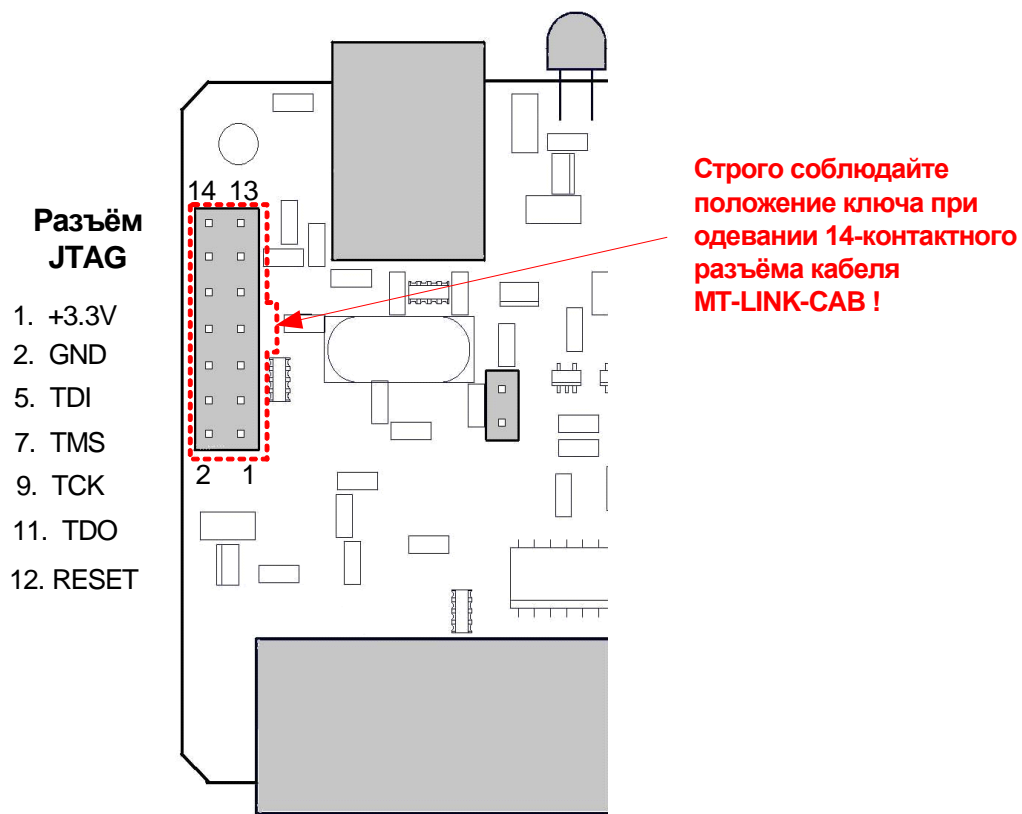 Разъём
JTAG
1. +3.3V
2. GND
5. TDI
7. TMS
9. TCK
11. TDO
12. RESET
14 13
2 1
Строго соблюдайте
положение ключа при
одевании 14-контактного
разъёма кабеля
MT-LINK-CAB !